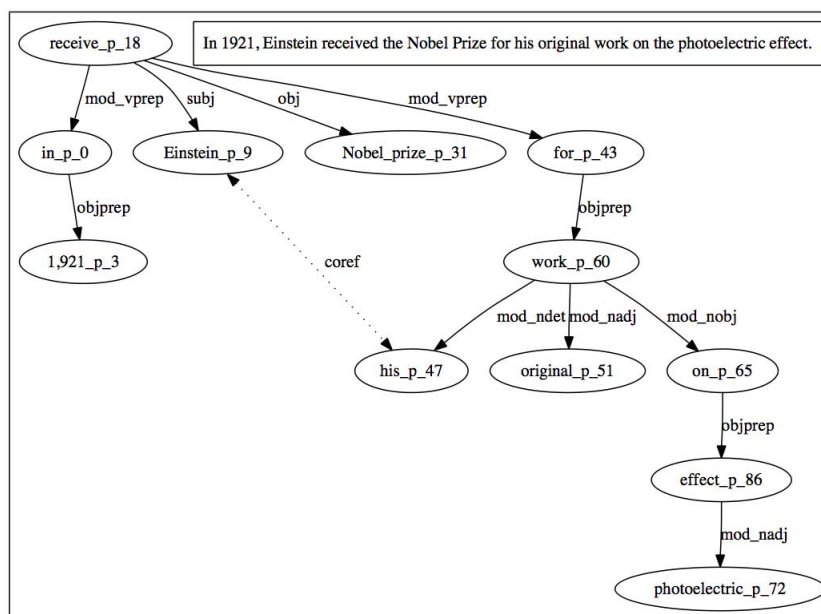 receive_p_18
In 1921, Einstein received the Nobel Prize for his original work on the photoelectric effect.
mod_vprep
subj
obj
mod_vprep
in_p_0
Einstein_p_9
Nobel_prize_p_31
for_p_43
objprep
objprep
1,921_p_3
coref
work_p_60
mod_ndet
mod_nadj
mod_nobj
his_p_47
original_p_51
on_p_65
objprep
effect_p_86
mod_nadj
photoelectric_p_72